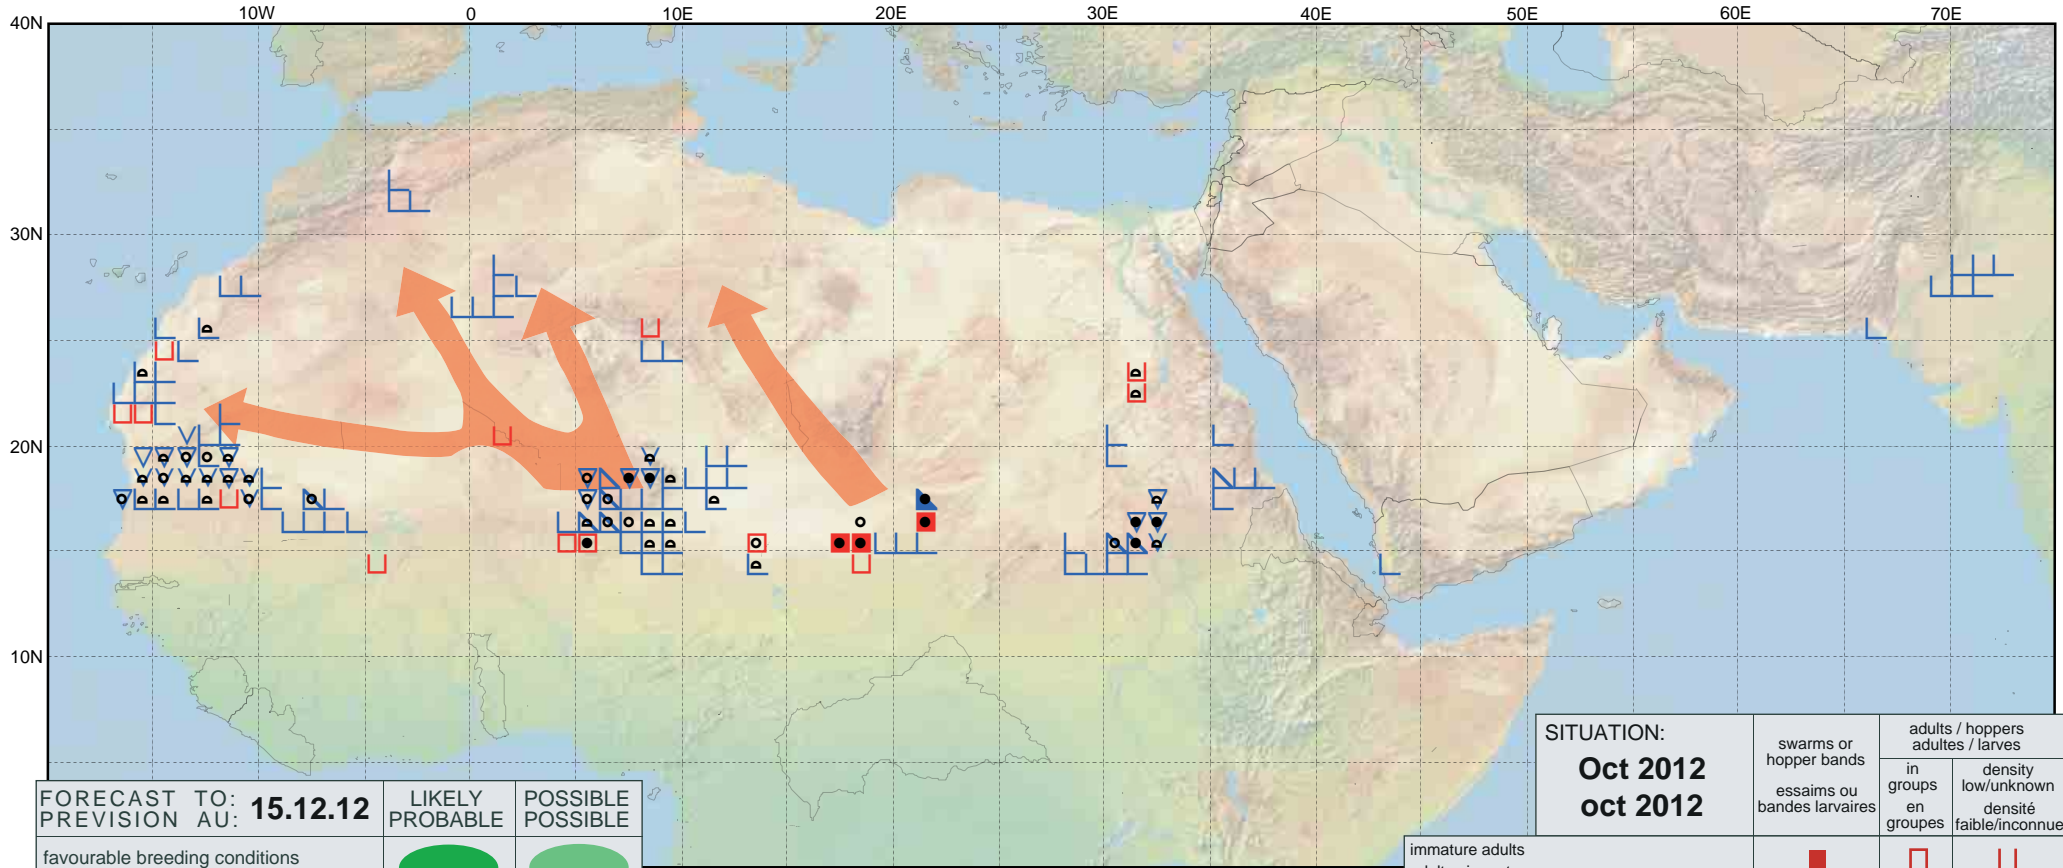 10W 0 10E 20E 30E 40E 50E 60E 70E
40N
30N
20N
10N
FORECAST TO:
PREVISION AU:
15.12.12
LIKELY
PROBABLE
POSSIBLE
POSSIBLE
favourable breeding conditions
SITUATION:
Oct 2012
oct 2012
swarms or
hopper bands
essaims ou
bandes larvaires
adults / hoppers
adultes / larves
in
groups
en
groupes
density
low/unknown
densité
faible/inconnue
immature adults